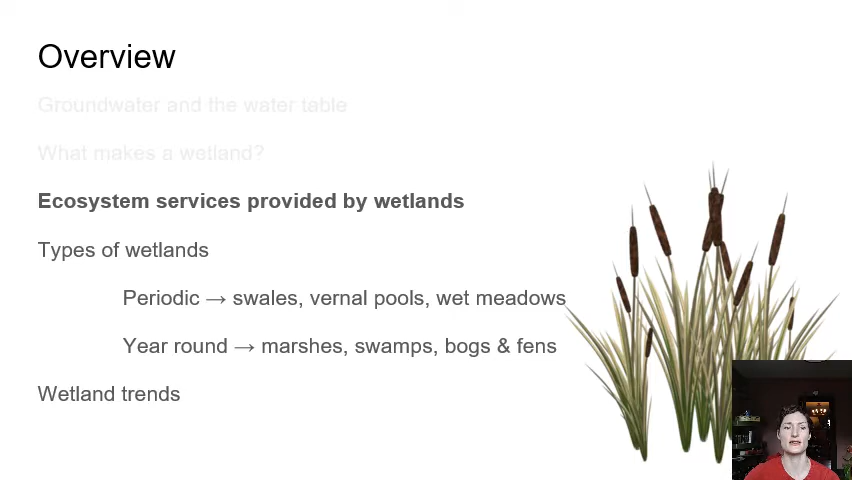 Overview
Groundwater and the water table
What makes a wetland?
Ecosystem services provided by wetlands
Types of wetlands
Periodic → swales, vernal pools, wet meadows
Year round → marshes, swamps, bogs & fens
Wetland trends